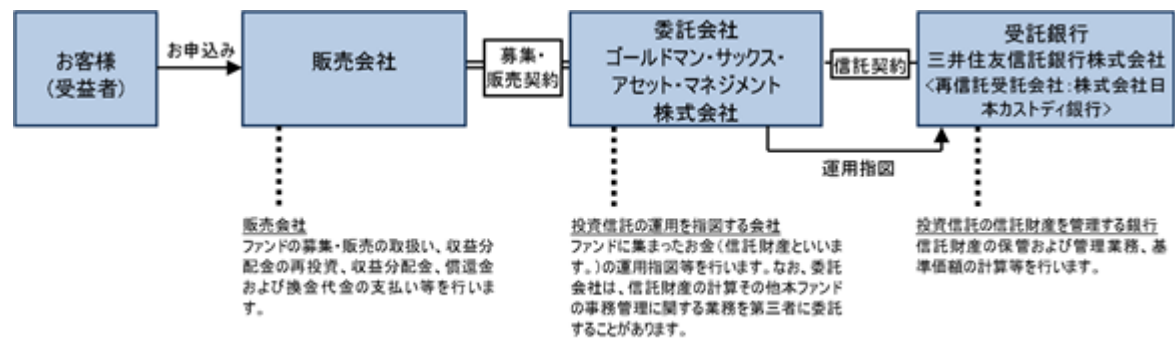 お客様
(受益者)
お申込み
販売会社
募集・
販売契約
委託会社
ゴールドマン・サックス・
アセット・マネジメント
株式会社
信託契約
受託銀行
三井住友信託銀行株式会社
<再信託受託会社:株式会社日
本カストディ銀行>
運用指図
販売会社
ファンドの募集・販売の取扱い、収益分
配金の再投資、収益分配金、償還金
および換金代金の支払い等を行いま
す。
投資信託の運用を指図する会社
ファンドに集まったお金(信託財産といいま
す。)の運用指図等を行います。なお、委託
会社は、信託財産の計算その他本ファンド
の事務管理に関する業務を第三者に委託
することがあります。
投資信託の信託財産を管理する銀行
信託財産の保管および管理業務、基
準価額の計算等を行います。